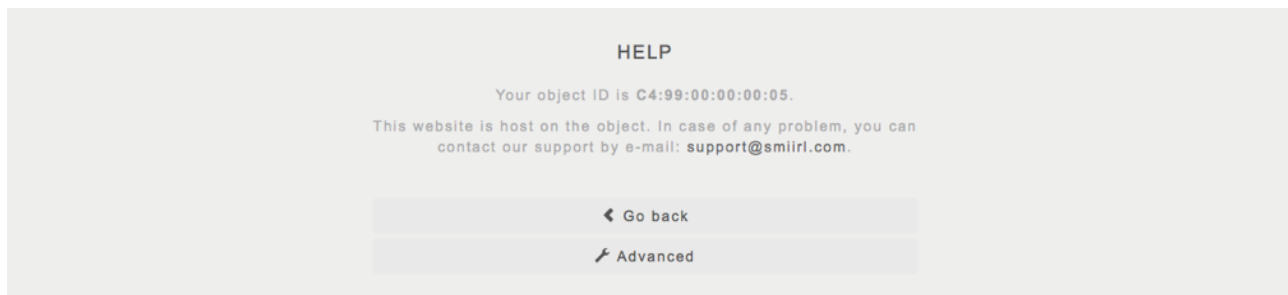 HELP
Your object ID is C4:99:00:00:00:05.
This website is host on the object. In case of any problem, you can
contact our support by e-mail: support@smiirl.com.
Go back
Advanced